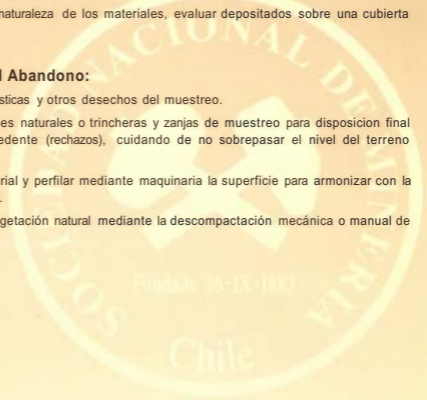 naturaleza de los materiales, evaluar depositados sobre una cubierta
l Abandono:
sticas y otros desechos del muestreo.
es naturales o trincheras y zanjas de muestreo para disposicion final
edente (rechazos), cuidando de no sobrepasar el nivel del terreno
rial y perfilar mediante maquinaria la superficie para armonizar con la
.
getación natural mediante la descompactación mecánica o manual de
SOCIEDAD NACIONAL DE MINERIA
Fundada 26-IX-1883
Chile